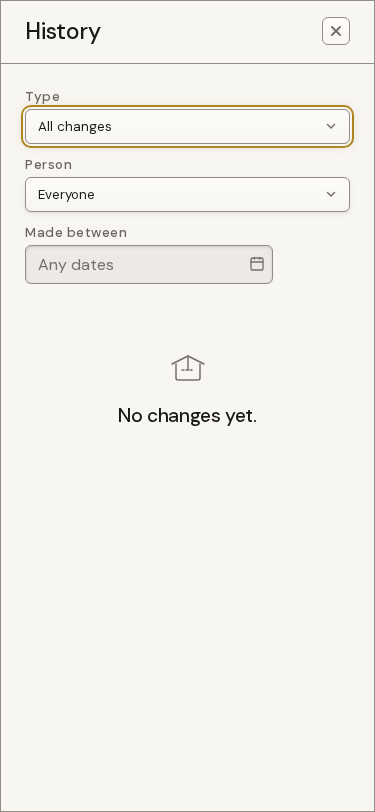 History
Type
All changes
Person
Everyone
Made between
Any dates
No changes yet.